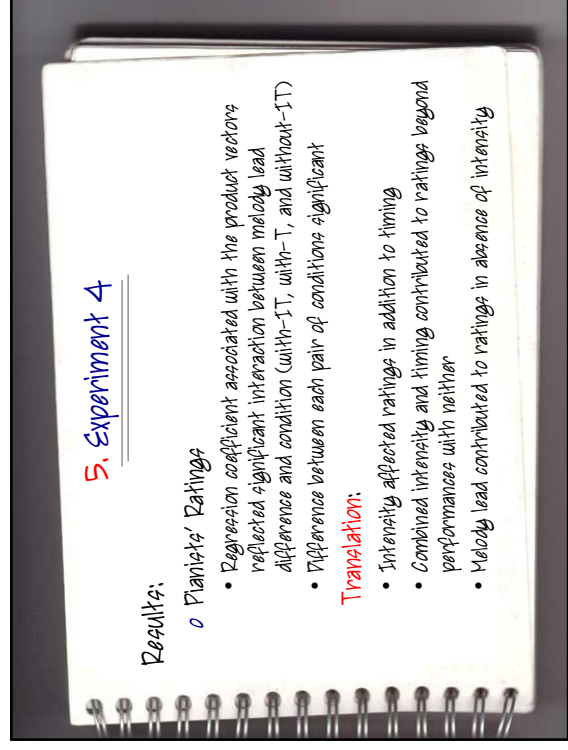 5. Experiment 4
Results:
o Pianists' Ratings
• Regression coefficient associated with the product vectors
reflected significant interaction between melody lead
difference and condition (with-IT, with-T, and without-IT)
• Difference between each pair of conditions significant
Translation:
• Intensity affected ratings in addition to timing
• Combined intensity and timing contributed to ratings beyond
performances with neither
• Melody lead contributed to ratings in absence of intensity